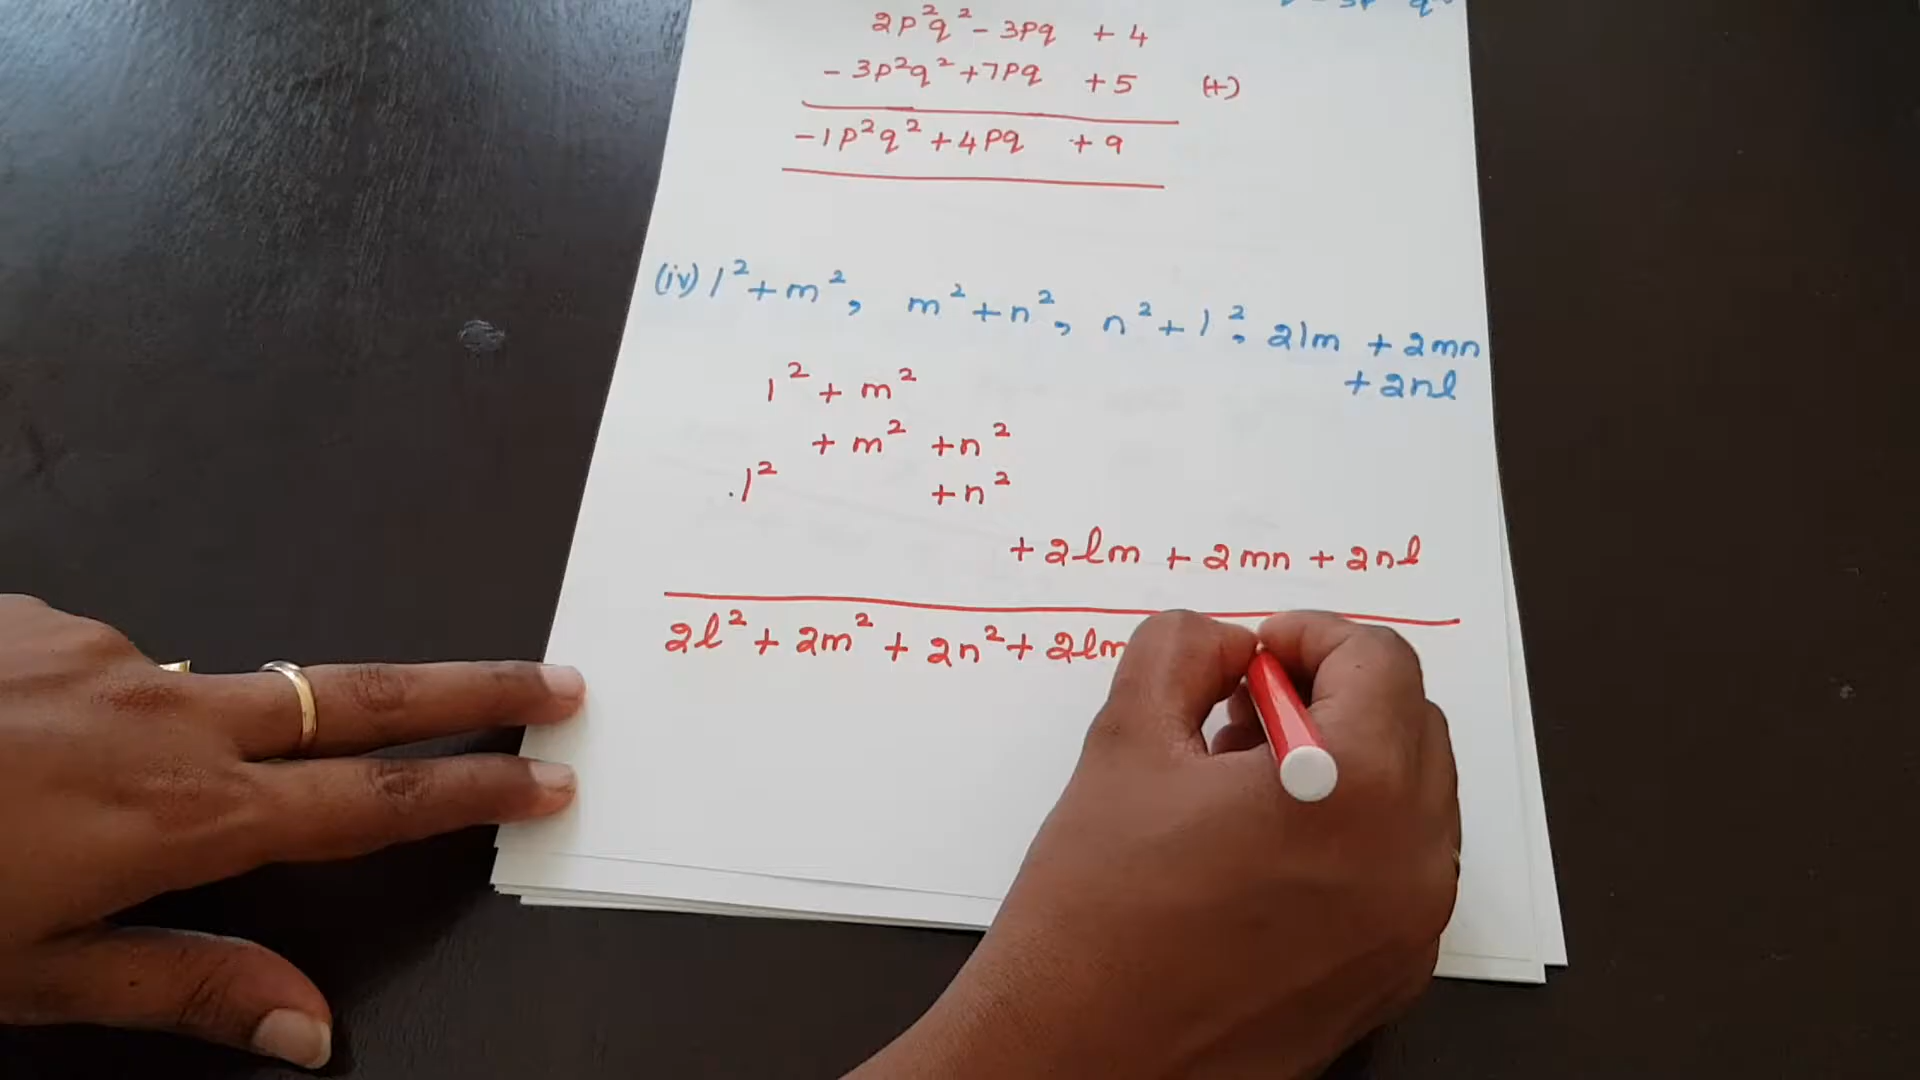 2p²q² - 3pq + 4
- 3p²q² + 7pq + 5 (+)
-1p²q² + 4pq + 9
(iv) l² + m², m² + n², n² + l², 2lm + 2mn
+ 2nl
l² + m²
+ m² + n²
l² + n²
+ 2lm + 2mn + 2nl
2l² + 2m² + 2n² + 2lm